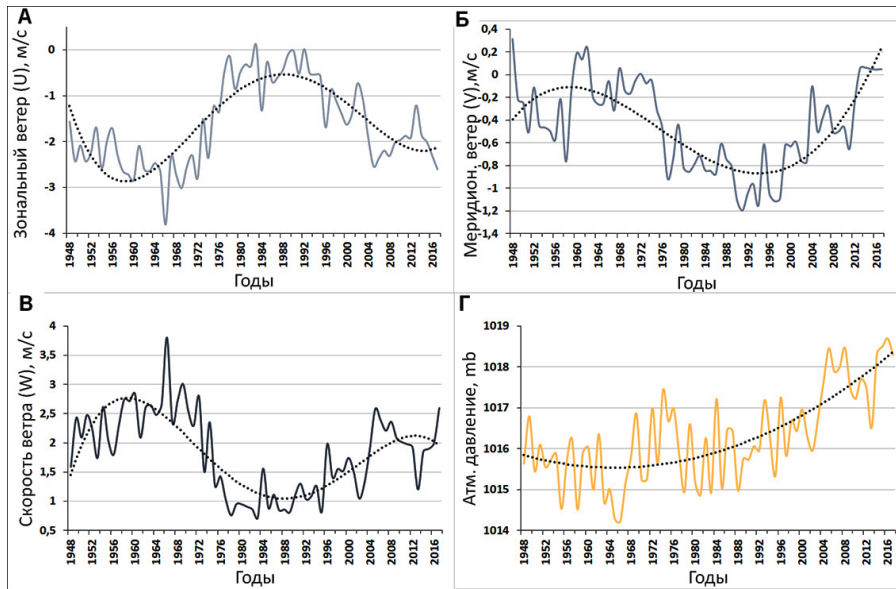 А
Зональный ветер (U), м/с
1
0
-1
-2
-3
-4
1948 1952 1956 1960 1964 1968 1972 1976 1980 1984 1988 1992 1996 2000 2004 2008 2012 2016
Годы
Б
Меридион, ветер (V),м/с
0,4
0,2
0
-0,2
-0,4
-0,6
-0,8
-1
-1,2
-1,4
1948 1952 1956 1960 1964 1968 1972 1976 1980 1984 1988 1992 1996 2000 2004 2008 2012 2016
Годы
В
Скорость ветра (W), м/с
4
3,5
3
2,5
2
1,5
1
0,5
1948 1952 1956 1960 1964 1968 1972 1976 1980 1984 1988 1992 1996 2000 2004 2008 2012 2016
Годы
Г
Атм. давление, mb
1019
1018
1017
1016
1015
1014
1948 1952 1956 1960 1964 1968 1972 1976 1980 1984 1988 1992 1996 2000 2004 2008 2012 2016
Годы